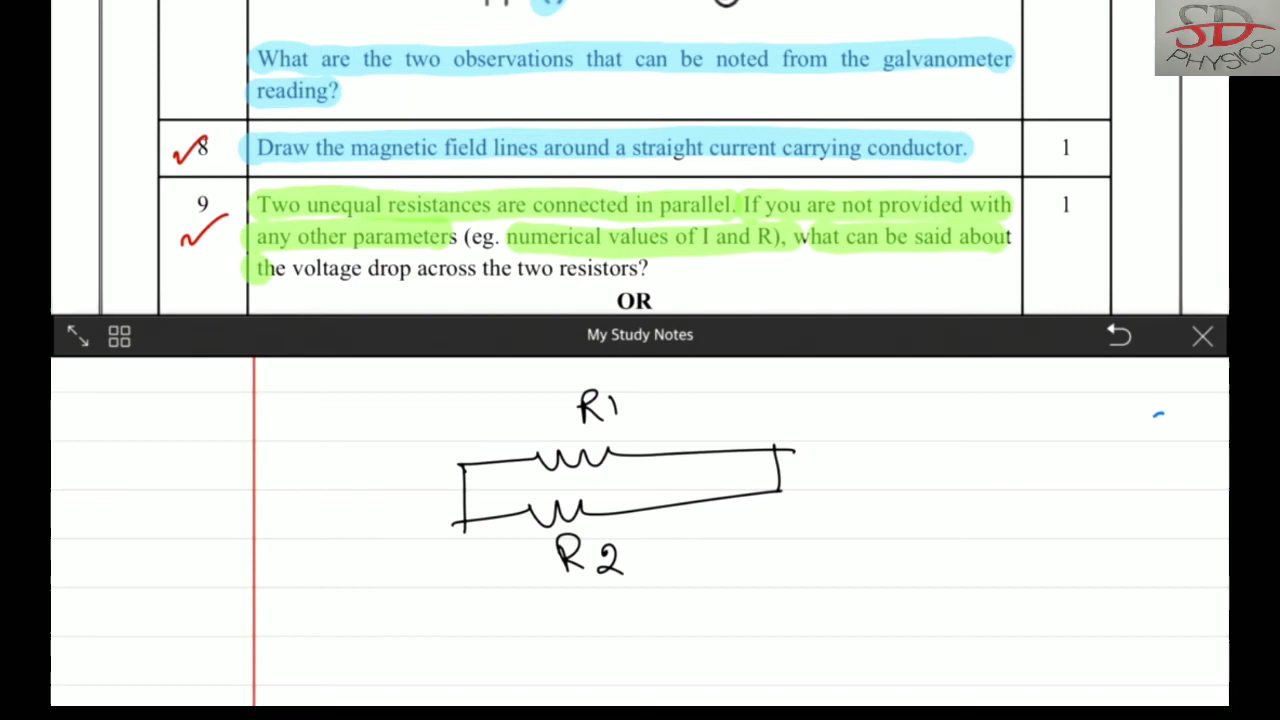 SD
PHYSICS
What are the two observations that can be noted from the galvanometer
reading?
8 Draw the magnetic field lines around a straight current carrying conductor. 1
9 Two unequal resistances are connected in parallel. If you are not provided with 1
any other parameters (eg. numerical values of I and R), what can be said about
the voltage drop across the two resistors?
OR
My Study Notes
R1
R2